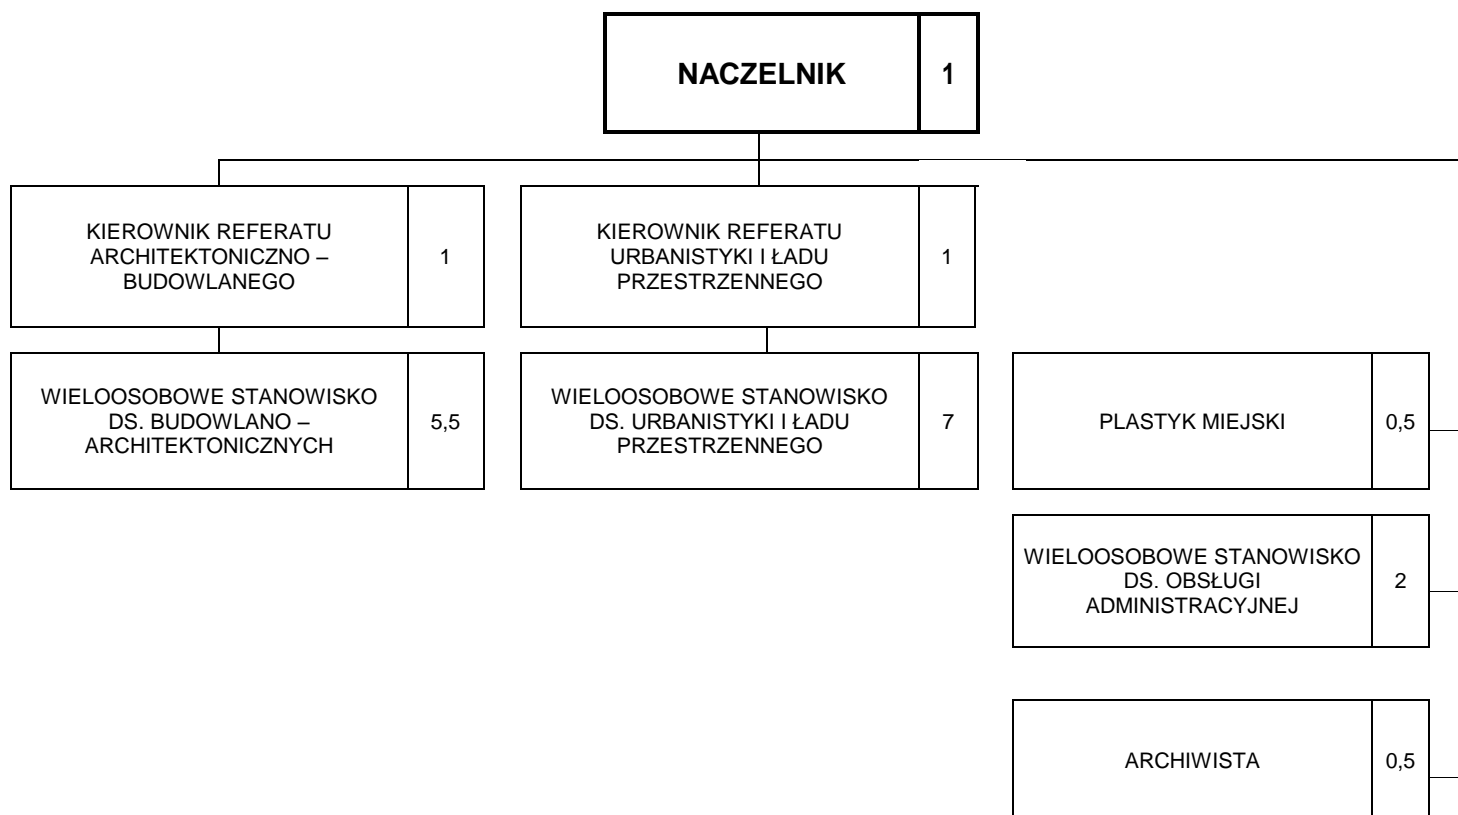 NACZELNIK
1
KIEROWNIK REFERATU
ARCHITEKTONICZNO –
BUDOWLANEGO
1
KIEROWNIK REFERATU
URBANISTYKI I ŁADU
PRZESTRZENNEGO
1
WIELOOSOBOWE STANOWISKO
DS. BUDOWLANO –
ARCHITEKTONICZNYCH
5,5
WIELOOSOBOWE STANOWISKO
DS. URBANISTYKI I ŁADU
PRZESTRZENNEGO
7
PLASTYK MIEJSKI
0,5
WIELOOSOBOWE STANOWISKO
DS. OBSŁUGI
ADMINISTRACYJNEJ
2
ARCHIWISTA
0,5